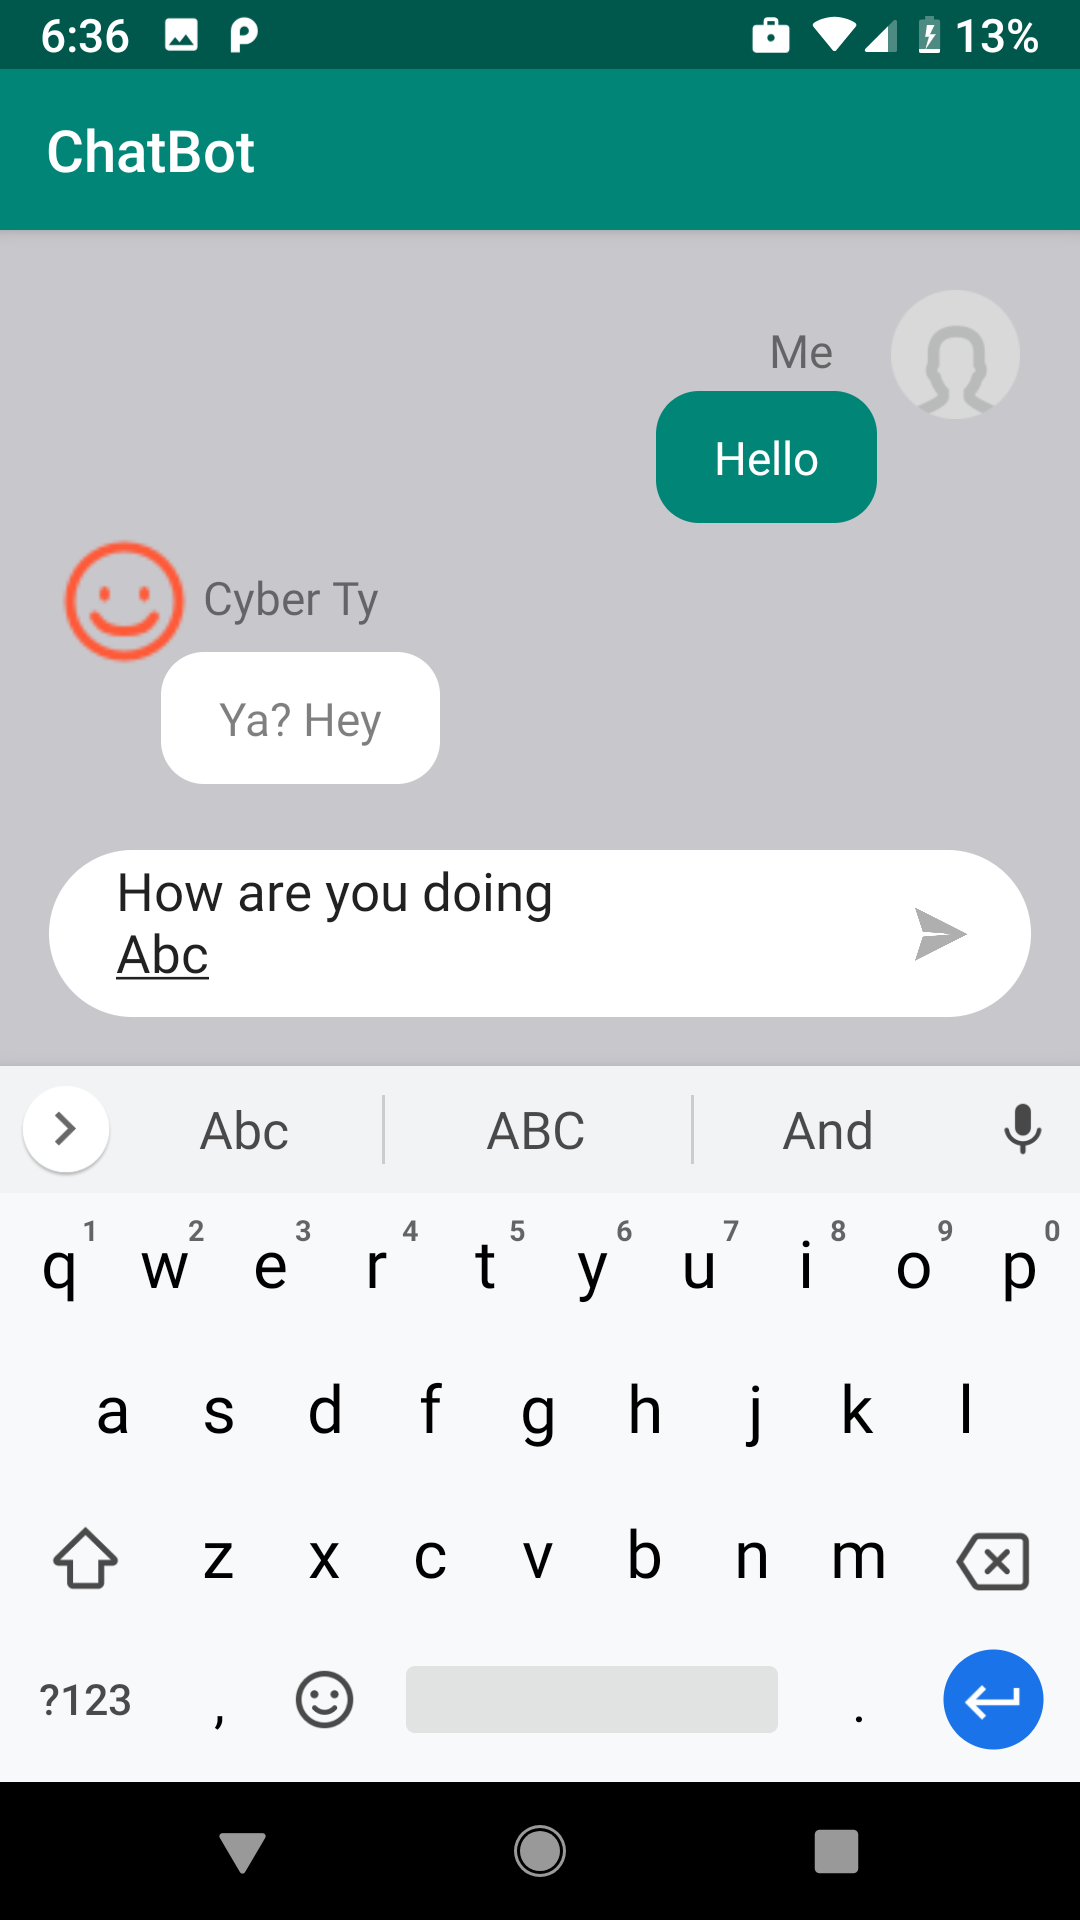 6:36 13%
ChatBot
Me
Hello
Cyber Ty
Ya? Hey
How are you doing
Abc
Abc ABC And
1 2 3 4 5 6 7 8 9 0
q w e r t y u i o p
a s d f g h j k l
z x c v b n m
?123 , .